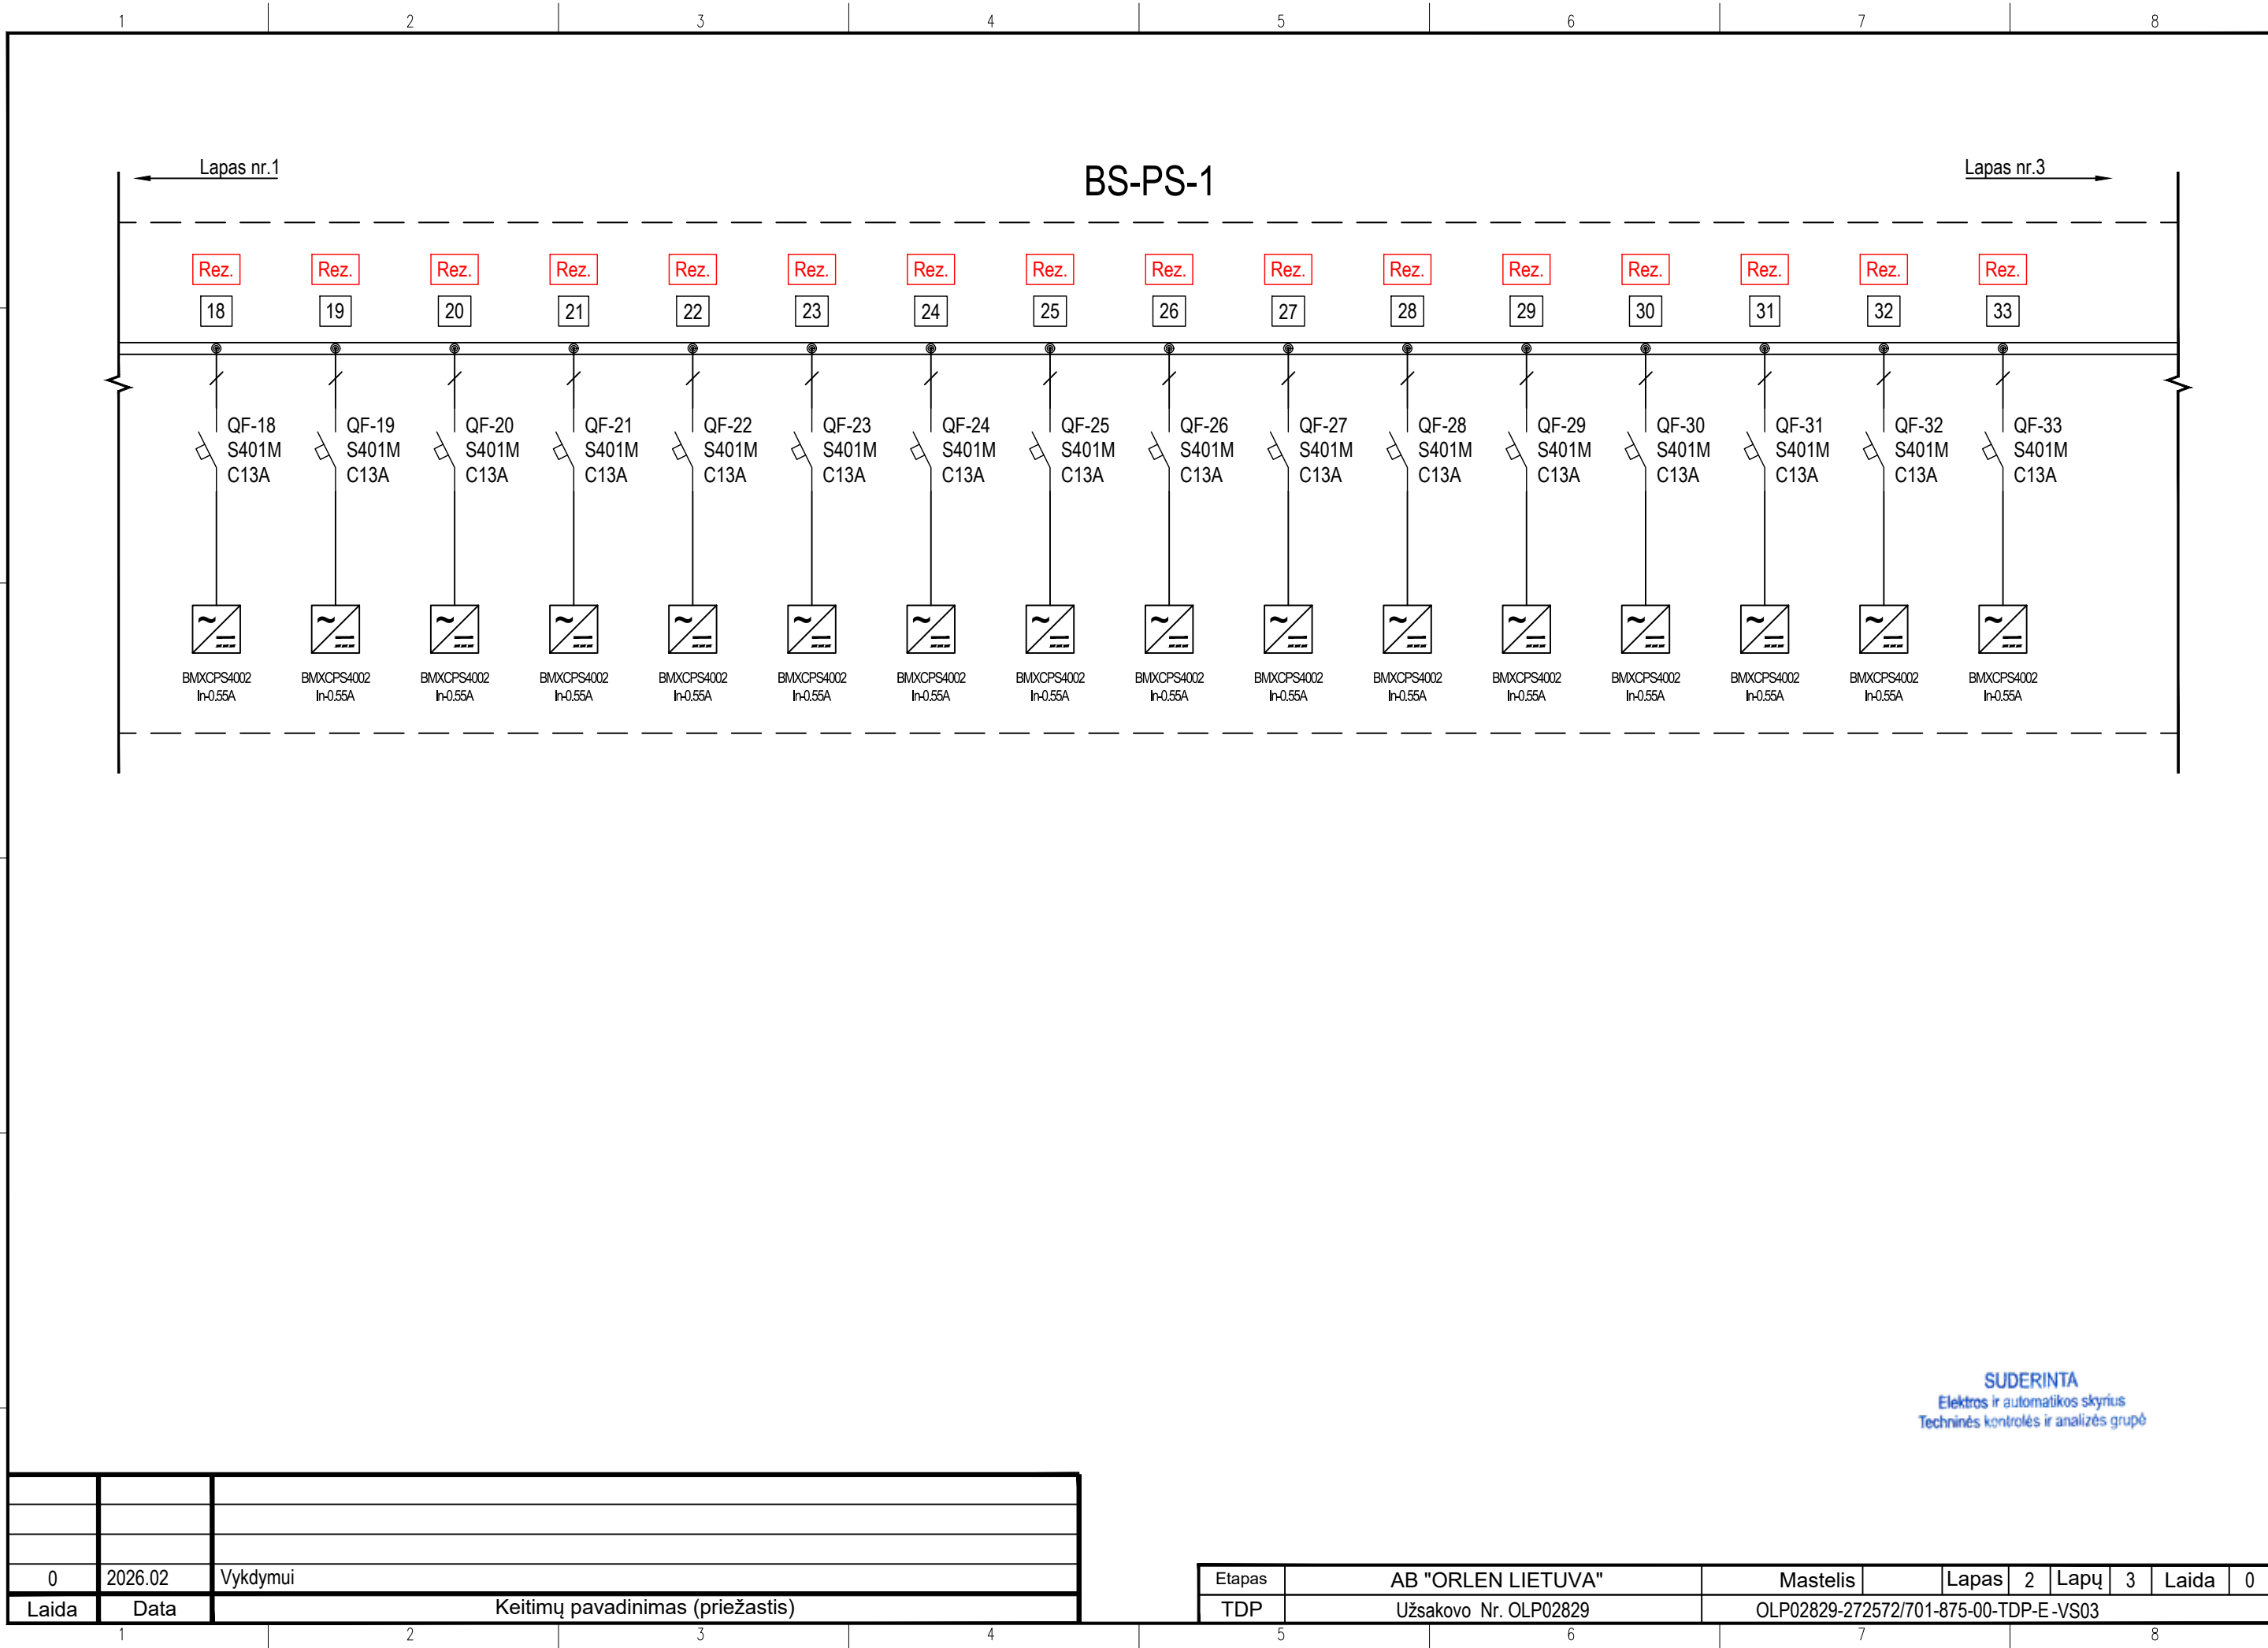 1 2 3 4 5 6 7 8
Lapas nr.1
BS-PS-1
Lapas nr.3
Rez. Rez. Rez. Rez. Rez. Rez. Rez. Rez. Rez. Rez. Rez. Rez. Rez. Rez. Rez. Rez.
18 19 20 21 22 23 24 25 26 27 28 29 30 31 32 33
QF-18 QF-19 QF-20 QF-21 QF-22 QF-23 QF-24 QF-25 QF-26 QF-27 QF-28 QF-29 QF-30 QF-31 QF-32 QF-33
S401M S401M S401M S401M S401M S401M S401M S401M S401M S401M S401M S401M S401M S401M S401M S401M
C13A C13A C13A C13A C13A C13A C13A C13A C13A C13A C13A C13A C13A C13A C13A C13A
BMXCPS4002 BMXCPS4002 BMXCPS4002 BMXCPS4002 BMXCPS4002 BMXCPS4002 BMXCPS4002 BMXCPS4002 BMXCPS4002 BMXCPS4002 BMXCPS4002 BMXCPS4002 BMXCPS4002 BMXCPS4002 BMXCPS4002 BMXCPS4002
In-0.55A In-0.55A In-0.55A In-0.55A In-0.55A In-0.55A In-0.55A In-0.55A In-0.55A In-0.55A In-0.55A In-0.55A In-0.55A In-0.55A In-0.55A In-0.55A
SUDERINTA
Elektros ir automatikos skyrius
Techninės kontrolės ir analizės grupė
0 2026.02 Vykdymui
Laida Data Keitimų pavadinimas (priežastis)
Etapas AB "ORLEN LIETUVA" Mastelis Lapas 2 Lapų 3 Laida 0
TDP Užsakovo Nr. OLP02829 OLP02829-272572/701-875-00-TDP-E-VS03
1 2 3 4 5 6 7 8